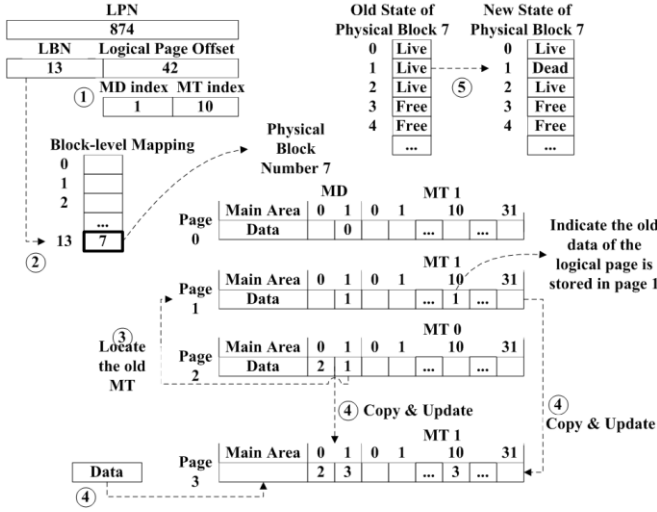 LPN
874
LBN Logical Page Offset
13 42
① MD index MT index
1 10
Block-level Mapping
0
1
2
...
② 13 7
Physical
Block
Number 7
Old State of
Physical Block 7
0 Live
1 Live
2 Live
3 Free
4 Free
...
⑤
New State of
Physical Block 7
0 Live
1 Dead
2 Live
3 Free
4 Free
...
MD MT 1
Page 0
Main Area 0 1 0 1 10 31
Data 0 ... ...
MT 1
Page 1
Main Area 0 1 0 1 10 31
Data 1 ... 1 ...
Indicate the old
data of the
logical page is
stored in page 1
③
Locate
the old
MT
MT 0
Page 2
Main Area 0 1 0 1 10 31
Data 2 1 ... ...
④ Copy & Update
④
Copy & Update
MT 1
Page 3
Main Area 0 1 0 1 10 31
2 3 ... 3 ...
Data
④